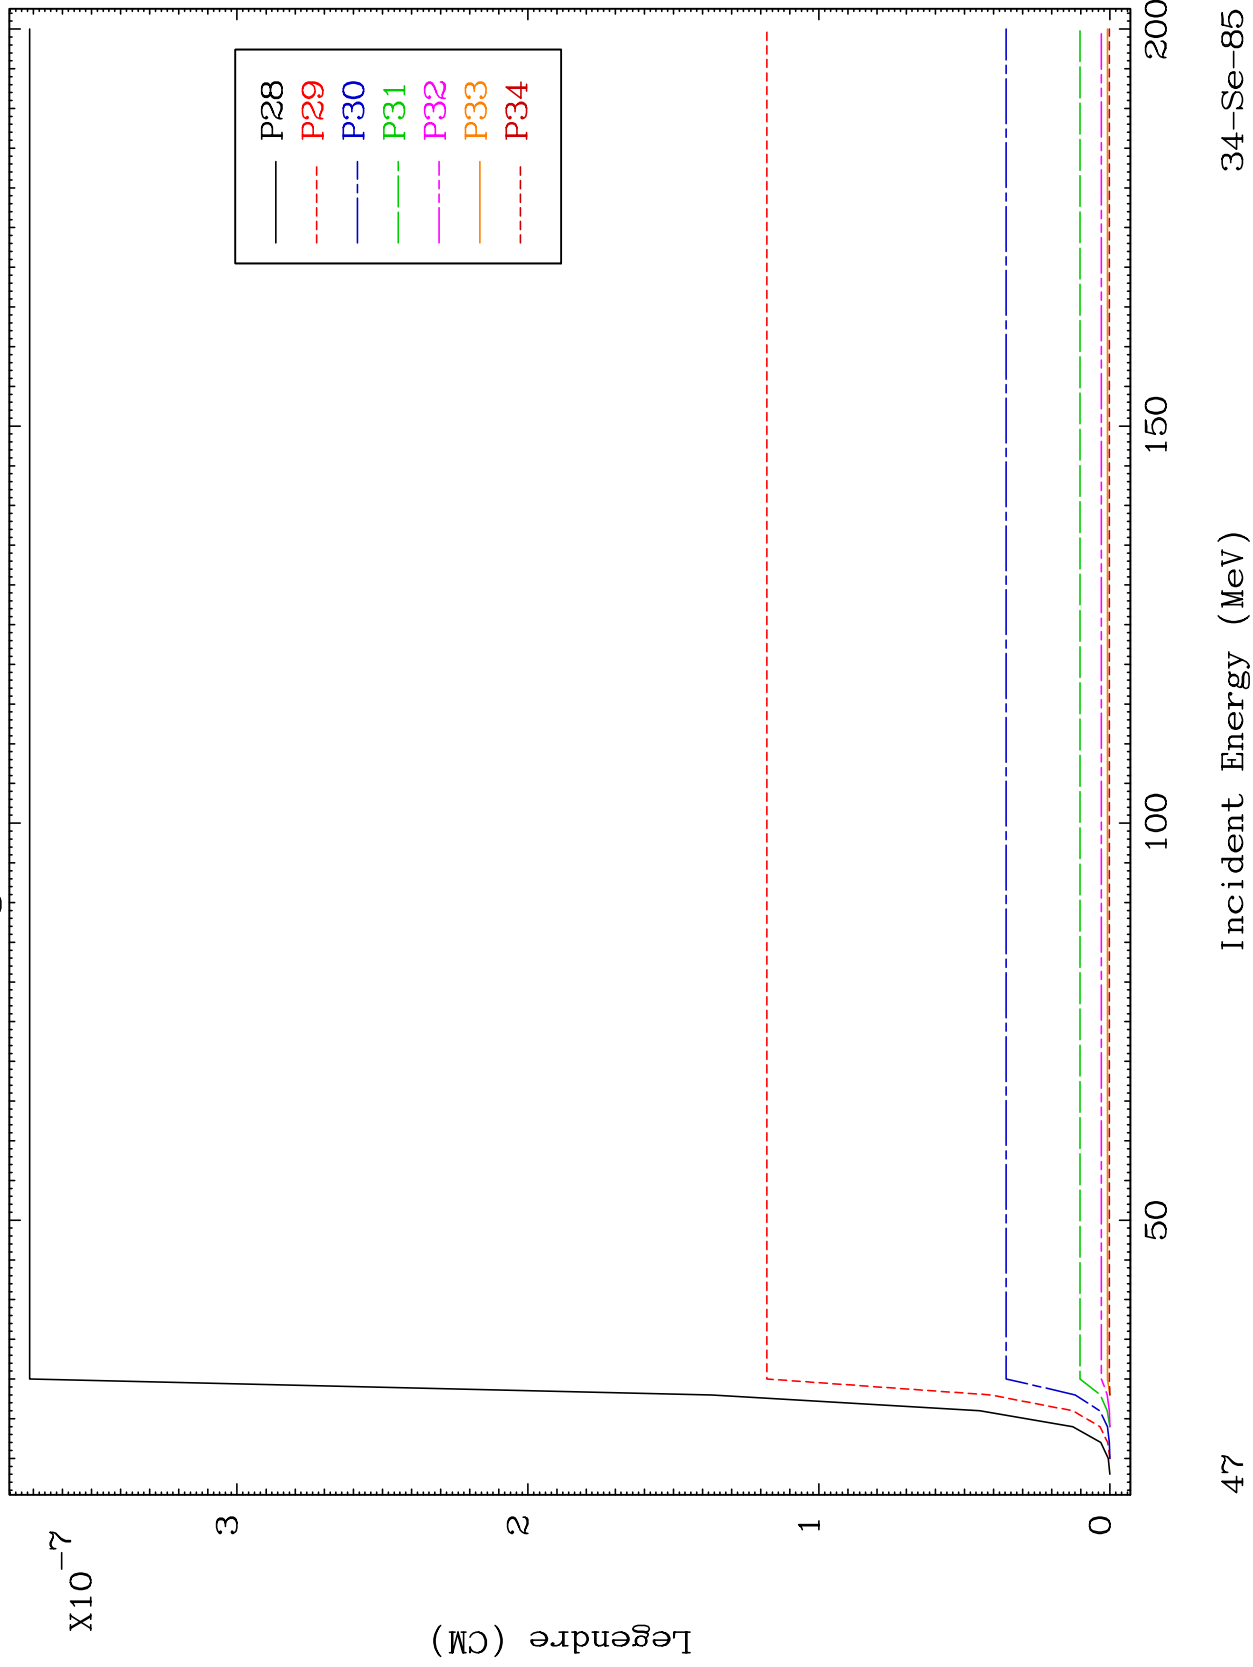 X10
-7
3
2
1
0
Legendre (CM)
P28
P29
P30
P31
P32
P33
P34
50
100
150
200
Incident Energy (MeV)
47
34-Se-85